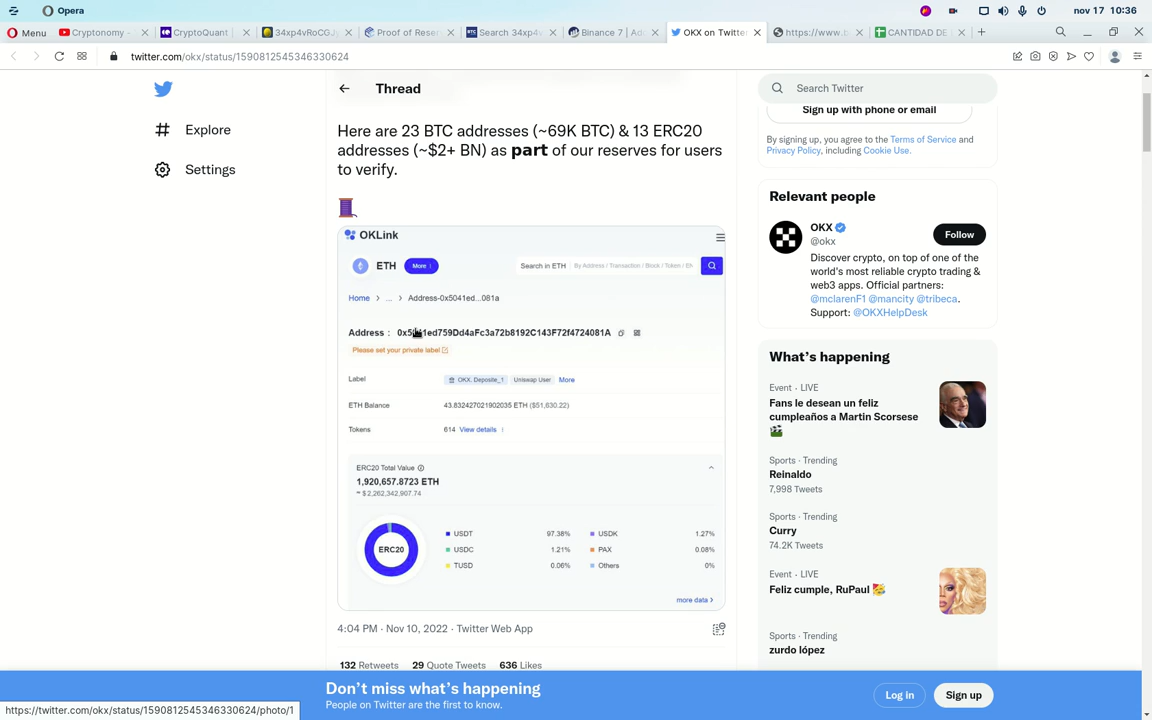 Opera
nov 17 10:36
Menu
Cryptonomy -
CryptoQuant
34xp4vRoCGJ
Proof of Reser
Search 34xp4v
Binance 7 | Ad
OKX on Twitter
https://www.b
CANTIDAD DE
twitter.com/okx/status/1590812545346330624
Explore
Settings
Thread
Here are 23 BTC addresses (~69K BTC) & 13 ERC20
addresses (~$2+ BN) as part of our reserves for users
to verify.
OKLink
ETH
More
Search in ETH
By Address / Transaction / Block / Token /
Home > ... > Address-0x5041ed...081a
Address : 0x5041ed759Dd4aFc3a72b8192C143F72f4724081A
Please set your private label
Label
OKX. Deposite_1
Uniswap User
More
ETH Balance
43.832427021902035 ETH ($51,630.22)
Tokens
614 View details
ERC20 Total Value
1,920,657.8723 ETH
≈ $2,262,342,907.74
ERC20
USDT 97.38%
USDK 1.27%
USDC 1.21%
PAX 0.08%
TUSD 0.06%
Others 0%
more data >
4:04 PM · Nov 10, 2022 · Twitter Web App
132 Retweets 29 Quote Tweets 636 Likes
Search Twitter
Sign up with phone or email
By signing up, you agree to the Terms of Service and
Privacy Policy, including Cookie Use.
Relevant people
OKX
@okx
Follow
Discover crypto, on top of one of the
world's most reliable crypto trading &
web3 apps. Official partners:
@mclarenF1 @mancity @tribeca.
Support: @OKXHelpDesk
What's happening
Event · LIVE
Fans le desean un feliz
cumpleaños a Martin Scorsese
Sports · Trending
Reinaldo
7,998 Tweets
Sports · Trending
Curry
74.2K Tweets
Event · LIVE
Feliz cumple, RuPaul
Sports · Trending
zurdo lópez
Don't miss what's happening
People on Twitter are the first to know.
Log in
Sign up
https://twitter.com/okx/status/1590812545346330624/photo/1